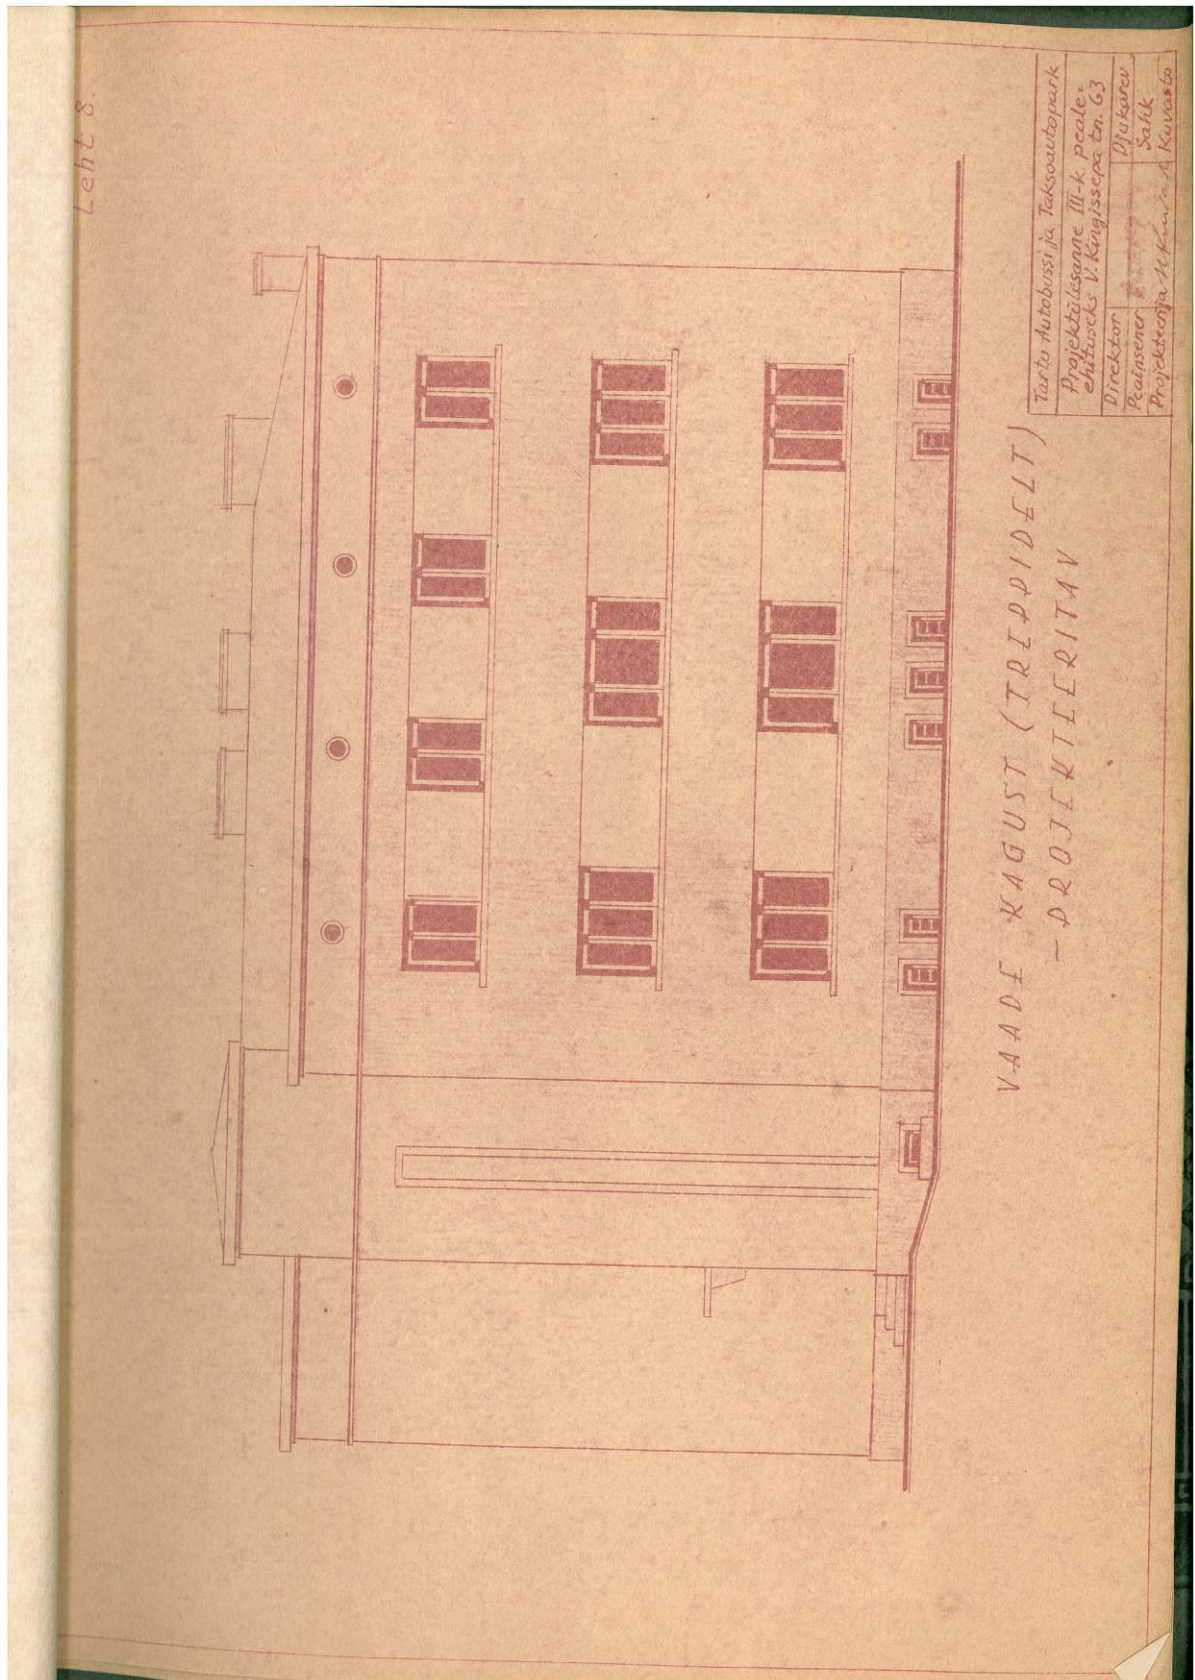 Leht 8.
VAADE KAGUST (TREPPIDELT)
– PROJEKTEERITAV
Tartu Autobussi ja Taksoautopark
Projektülesanne III-k. peale-
ehituseks V. Kingissepa tn. 63
Direktor Djukarev
Peainsener Sahk
Projekteerija Kuvasto